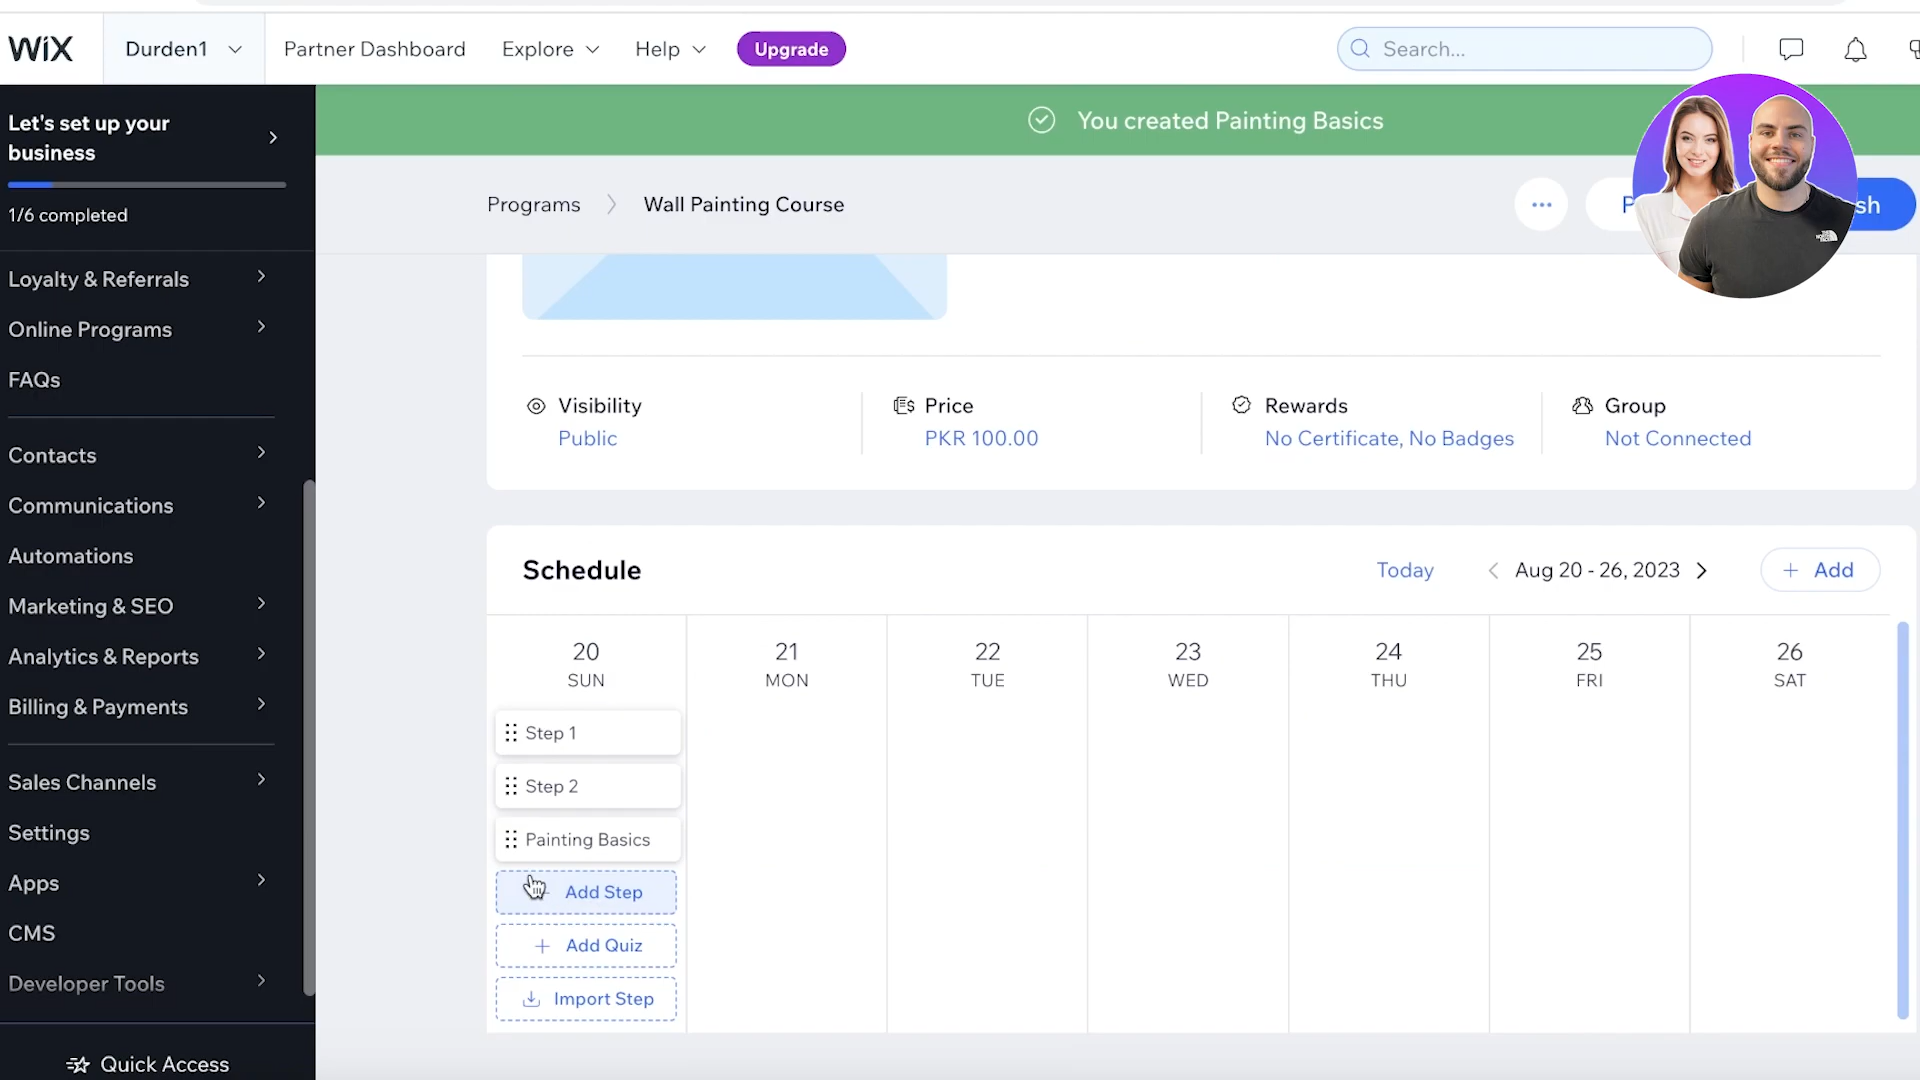 WIX
Durden1
Partner Dashboard
Explore
Help
Upgrade
Search...
Let's set up your
business
1/6 completed
Loyalty & Referrals
Online Programs
FAQs
Contacts
Communications
Automations
Marketing & SEO
Analytics & Reports
Billing & Payments
Sales Channels
Settings
Apps
CMS
Developer Tools
Quick Access
You created Painting Basics
Programs
Wall Painting Course
Visibility
Public
Price
PKR 100.00
Rewards
No Certificate, No Badges
Group
Not Connected
Schedule
Today
Aug 20 - 26, 2023
+ Add
20
SUN
21
MON
22
TUE
23
WED
24
THU
25
FRI
26
SAT
Step 1
Step 2
Painting Basics
Add Step
+ Add Quiz
Import Step